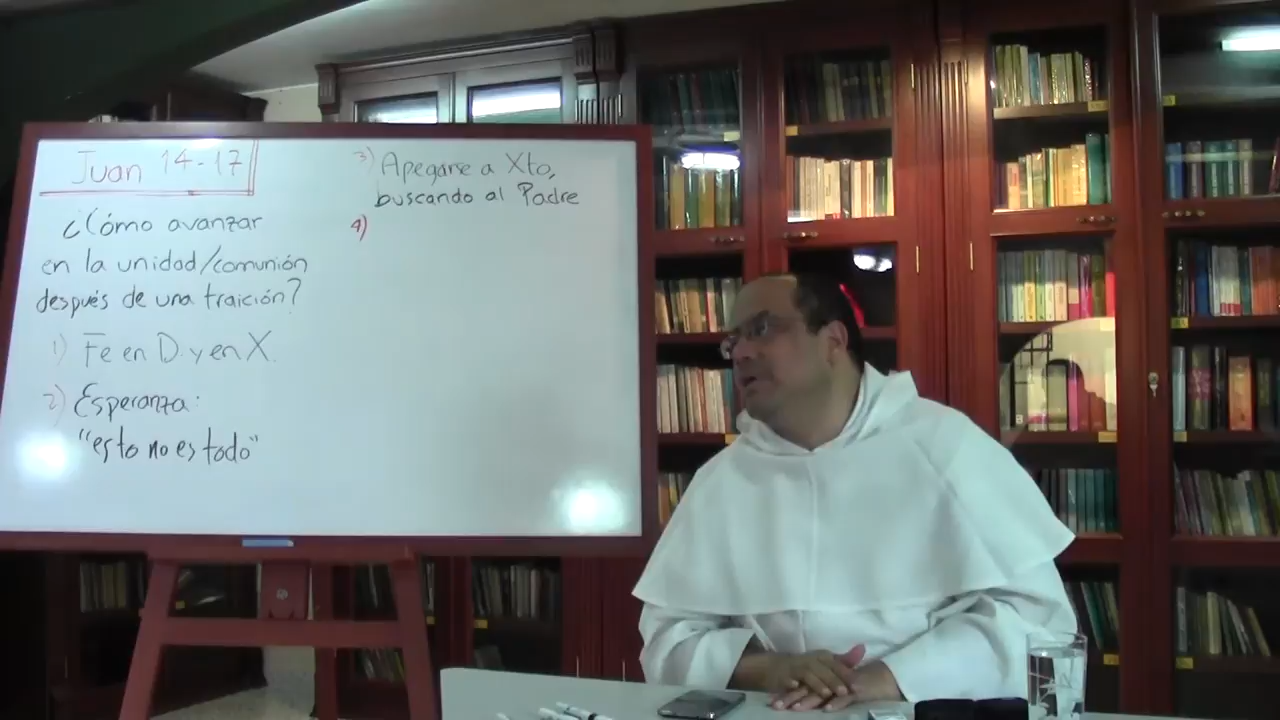 Juan 14-17
¿Cómo avanzar
en la unidad/comunión
después de una traición?
1) Fe en D. y en X.
2) Esperanza:
"esto no es todo"
3) Apegarse a Xto,
buscando al Padre
4)